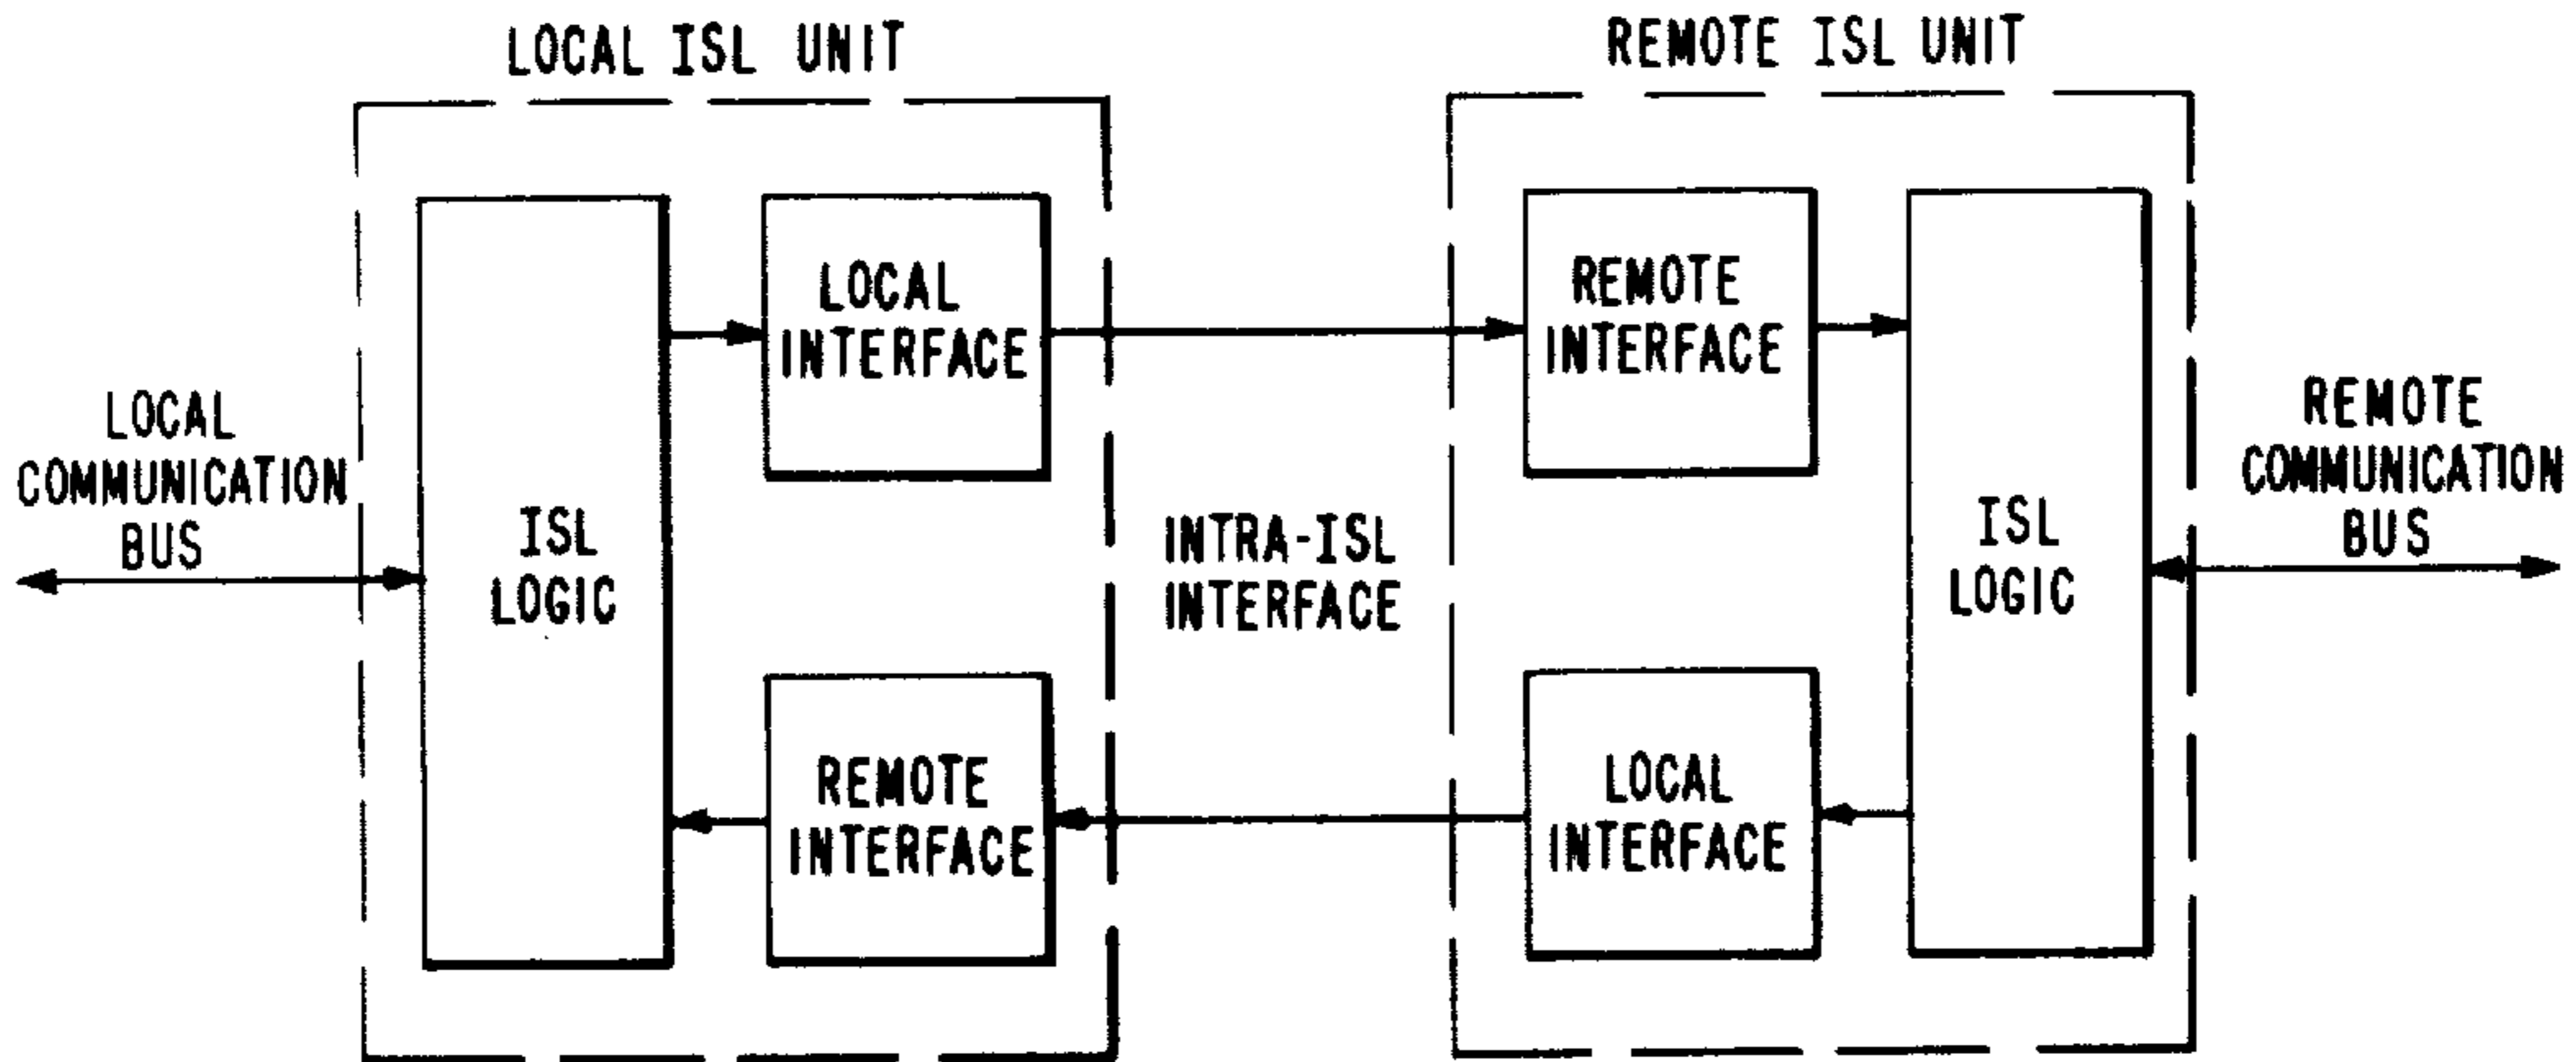 LOCAL ISL UNIT
REMOTE ISL UNIT
LOCAL
INTERFACE
REMOTE
INTERFACE
LOCAL
COMMUNICATION
BUS
ISL
LOGIC
INTRA-ISL
INTERFACE
ISL
LOGIC
REMOTE
COMMUNICATION
BUS
REMOTE
INTERFACE
LOCAL
INTERFACE